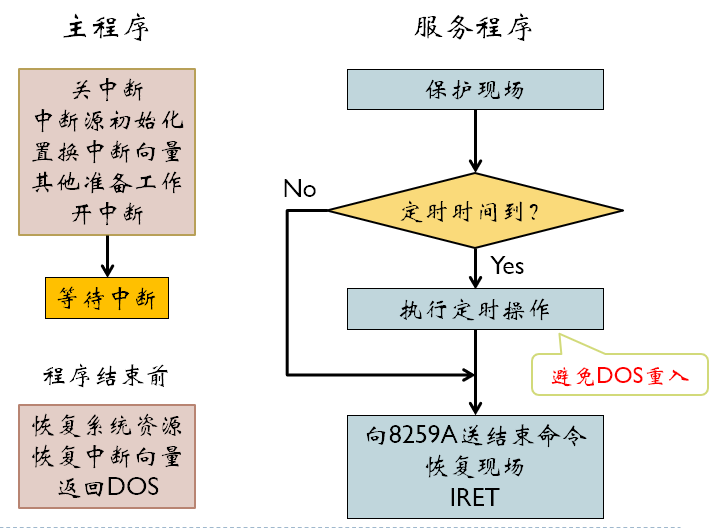 主程序
关中断
中断源初始化
置换中断向量
其他准备工作
开中断
等待中断
程序结束前
恢复系统资源
恢复中断向量
返回DOS
服务程序
保护现场
定时时间到?
No
Yes
执行定时操作
避免DOS重入
向8259A送结束命令
恢复现场
IRET